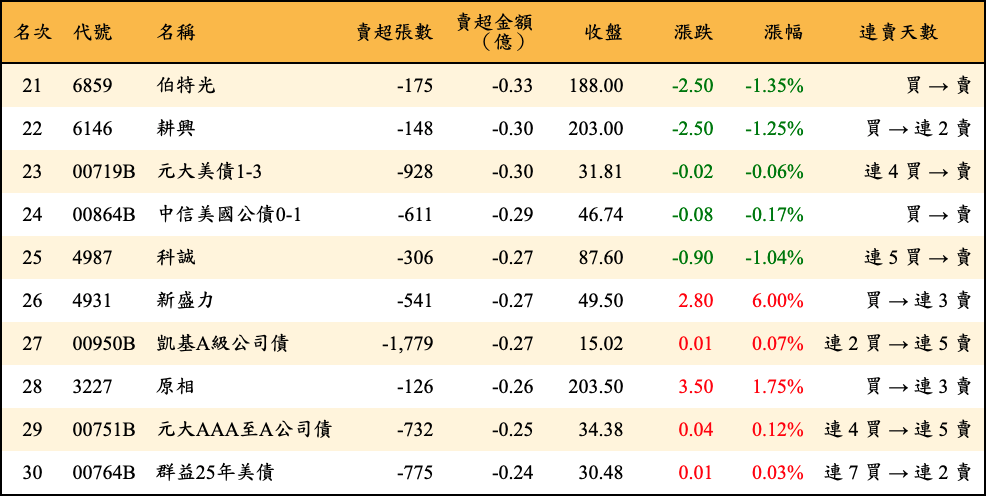 名次 代號 名稱 賣超張數 賣超金額（億） 收盤 漲跌 漲幅 連賣天數
21 6859 伯特光 -175 -0.33 188.00 -2.50 -1.35% 買 → 賣
22 6146 耕興 -148 -0.30 203.00 -2.50 -1.25% 買 → 連 2 賣
23 00719B 元大美債1-3 -928 -0.30 31.81 -0.02 -0.06% 連 4 買 → 賣
24 00864B 中信美國公債0-1 -611 -0.29 46.74 -0.08 -0.17% 買 → 賣
25 4987 科誠 -306 -0.27 87.60 -0.90 -1.04% 連 5 買 → 賣
26 4931 新盛力 -541 -0.27 49.50 2.80 6.00% 買 → 連 3 賣
27 00950B 凱基A級公司債 -1,779 -0.27 15.02 0.01 0.07% 連 2 買 → 連 5 賣
28 3227 原相 -126 -0.26 203.50 3.50 1.75% 買 → 連 3 賣
29 00751B 元大AAA至A公司債 -732 -0.25 34.38 0.04 0.12% 連 4 買 → 連 5 賣
30 00764B 群益25年美債 -775 -0.24 30.48 0.01 0.03% 連 7 買 → 連 2 賣